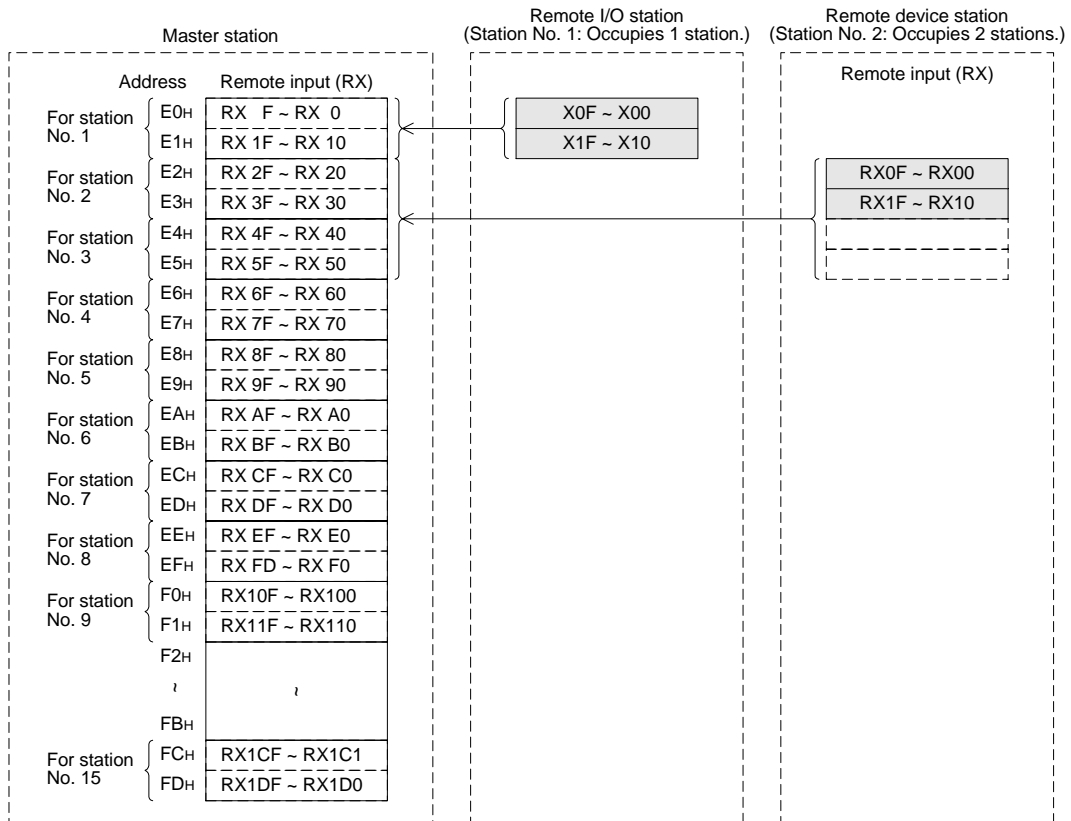 Master station
Remote I/O station
(Station No. 1: Occupies 1 station.)
Remote device station
(Station No. 2: Occupies 2 stations.)
Address Remote input (RX)
For station No. 1
E0H RX F ~ RX 0
E1H RX 1F ~ RX 10
For station No. 2
E2H RX 2F ~ RX 20
E3H RX 3F ~ RX 30
For station No. 3
E4H RX 4F ~ RX 40
E5H RX 5F ~ RX 50
For station No. 4
E6H RX 6F ~ RX 60
E7H RX 7F ~ RX 70
For station No. 5
E8H RX 8F ~ RX 80
E9H RX 9F ~ RX 90
For station No. 6
EAH RX AF ~ RX A0
EBH RX BF ~ RX B0
For station No. 7
ECH RX CF ~ RX C0
EDH RX DF ~ RX D0
For station No. 8
EEH RX EF ~ RX E0
EFH RX FD ~ RX F0
For station No. 9
F0H RX10F ~ RX100
F1H RX11F ~ RX110
F2H
~ ~
FBH
For station No. 15
FCH RX1CF ~ RX1C1
FDH RX1DF ~ RX1D0
X0F ~ X00
X1F ~ X10
Remote input (RX)
RX0F ~ RX00
RX1F ~ RX10